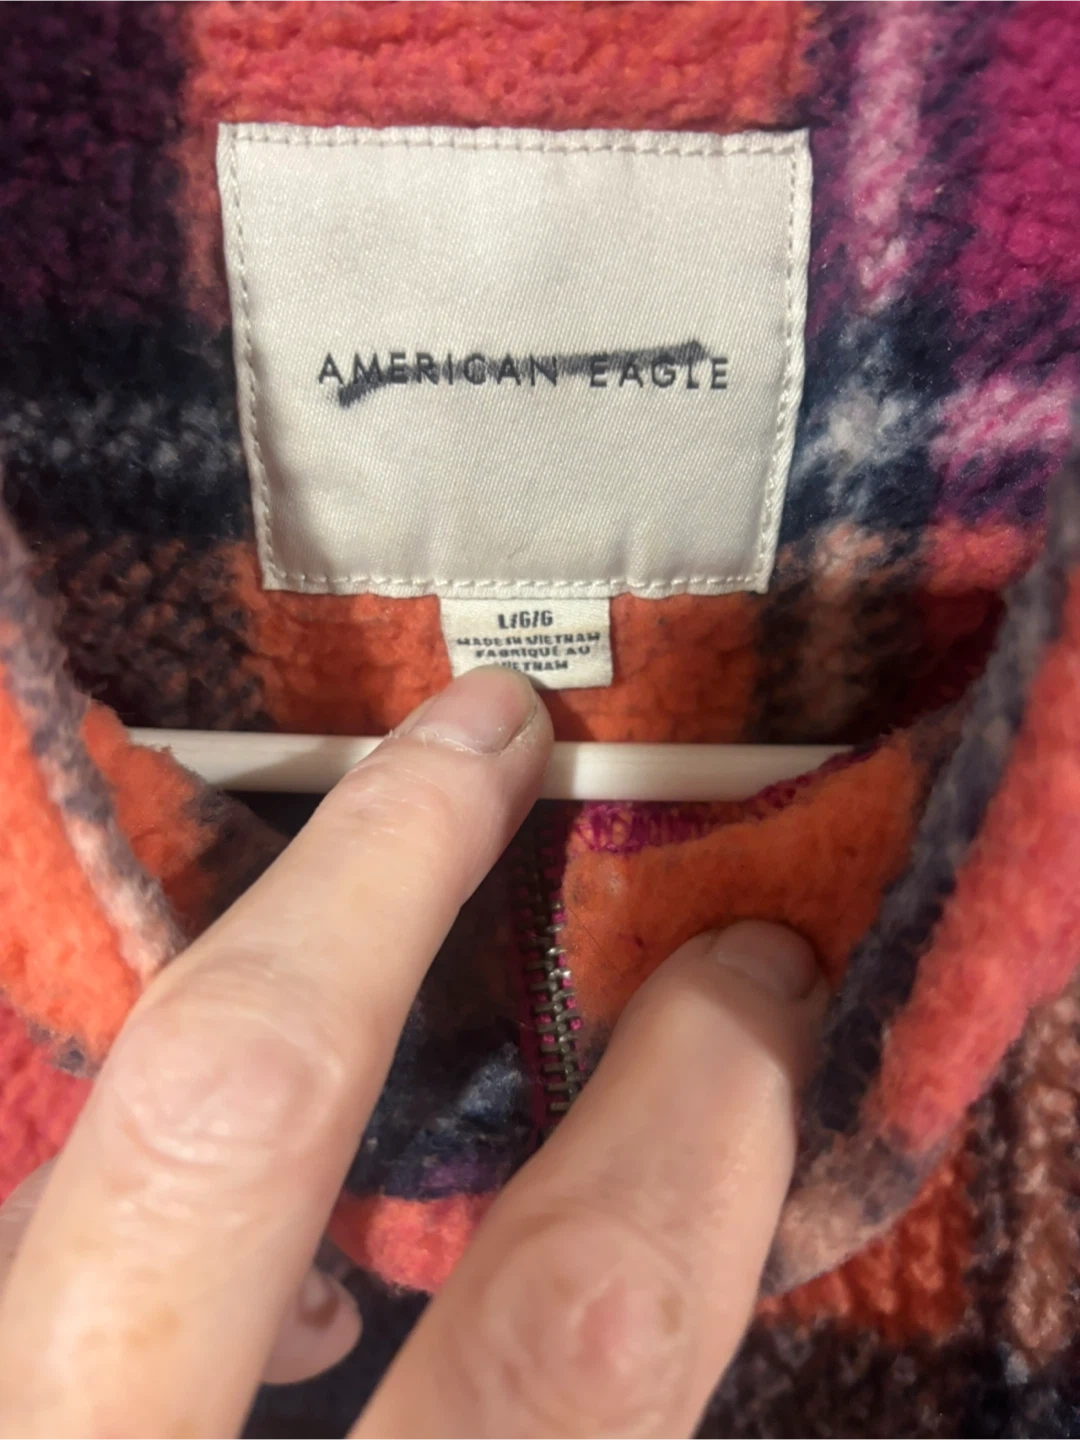 AMERICAN EAGLE
L/G/G
MADE IN VIETNAM
FABRIQUÉ AU
VIETNAM